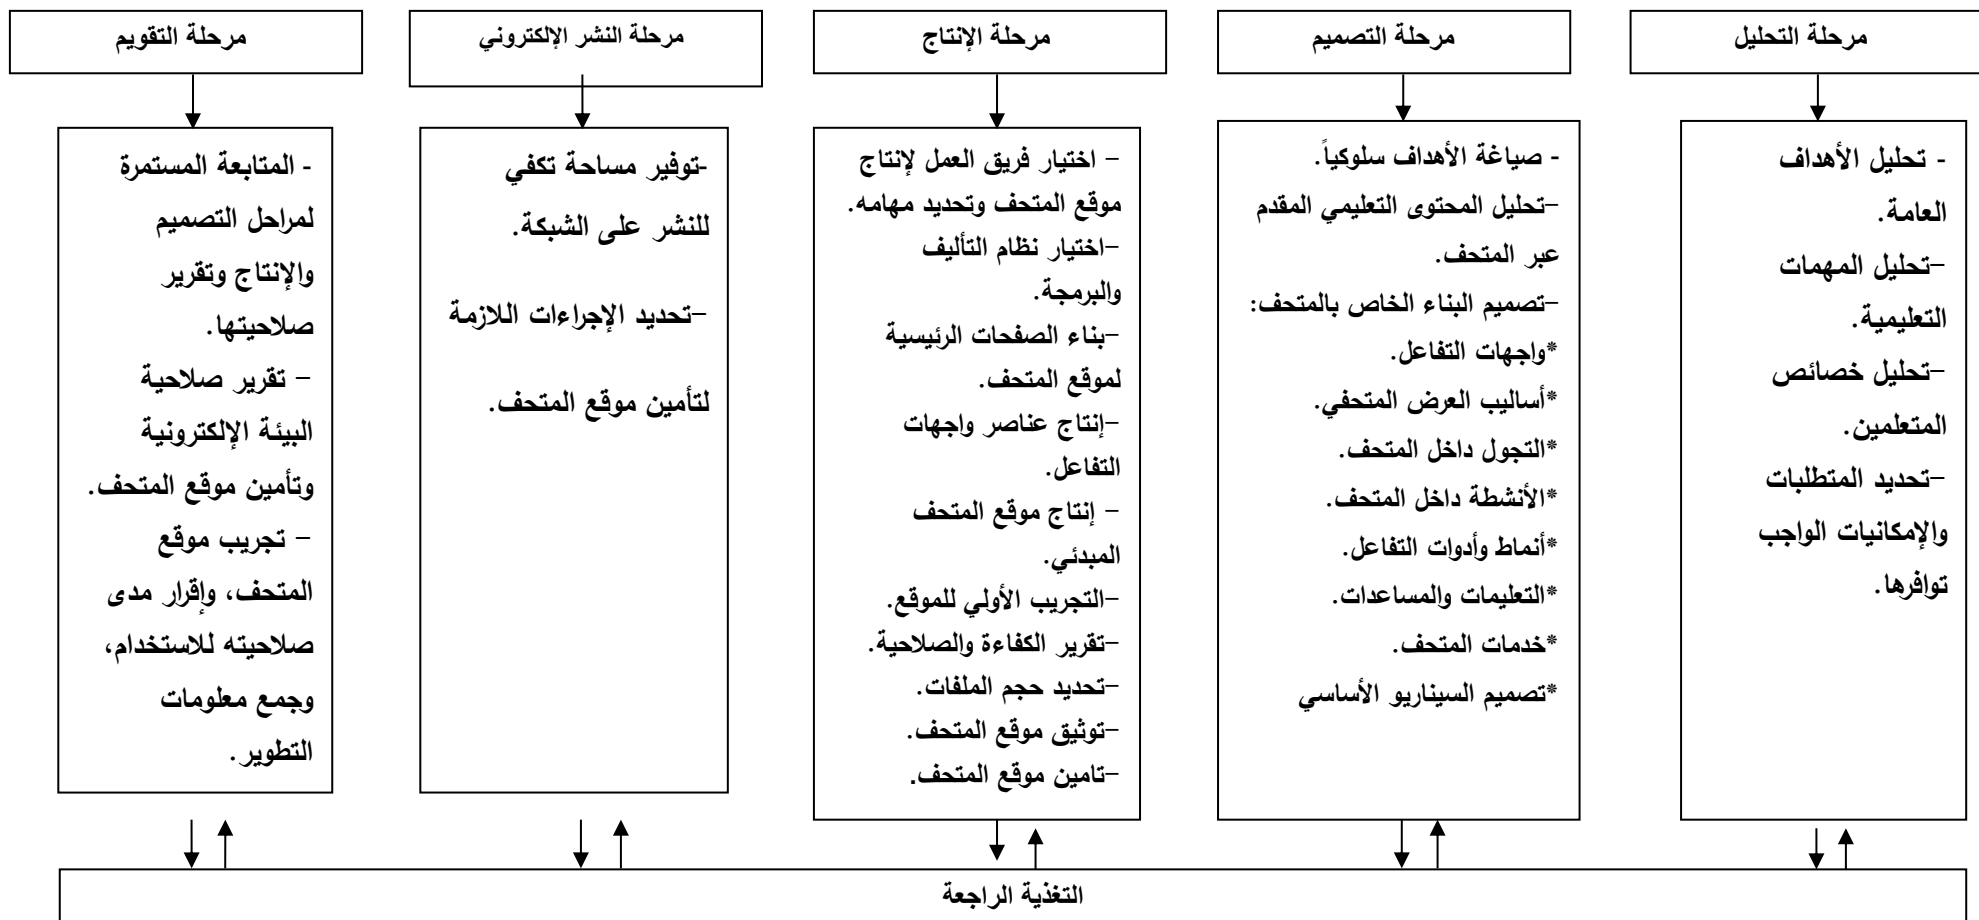 مرحلة التحليل
- تحليل الأهداف
العامة.
-تحليل المهمات
التعليمية.
-تحليل خصائص
المتعلمين.
-تحديد المتطلبات
والإمكانيات الواجب
توافرها.
مرحلة التصميم
- صياغة الأهداف سلوكياً.
-تحليل المحتوى التعليمي المقدم
عبر المتحف.
-تصميم البناء الخاص بالمتحف:
*واجهات التفاعل.
*أساليب العرض المتحفي.
*التجول داخل المتحف.
*الأنشطة داخل المتحف.
*أنماط وأدوات التفاعل.
*التعليمات والمساعدات.
*خدمات المتحف.
*تصميم السيناريو الأساسي
مرحلة الإنتاج
- اختيار فريق العمل لإنتاج
موقع المتحف وتحديد مهامه.
-اختيار نظام التأليف
والبرمجة.
-بناء الصفحات الرئيسية
لموقع المتحف.
-إنتاج عناصر واجهات
التفاعل.
- إنتاج موقع المتحف
المبدئي.
-التجريب الأولي للموقع.
-تقرير الكفاءة والصلاحية.
-تحديد حجم الملفات.
-توثيق موقع المتحف.
-تامين موقع المتحف.
مرحلة النشر الإلكتروني
-توفير مساحة تكفي
للنشر على الشبكة.
-تحديد الإجراءات اللازمة
لتأمين موقع المتحف.
مرحلة التقويم
- المتابعة المستمرة
لمراحل التصميم
والإنتاج وتقرير
صلاحيتها.
- تقرير صلاحية
البيئة الإلكترونية
وتأمين موقع المتحف.
- تجريب موقع
المتحف، وإقرار مدى
صلاحيته للاستخدام،
وجمع معلومات
التطوير.
التغذية الراجعة